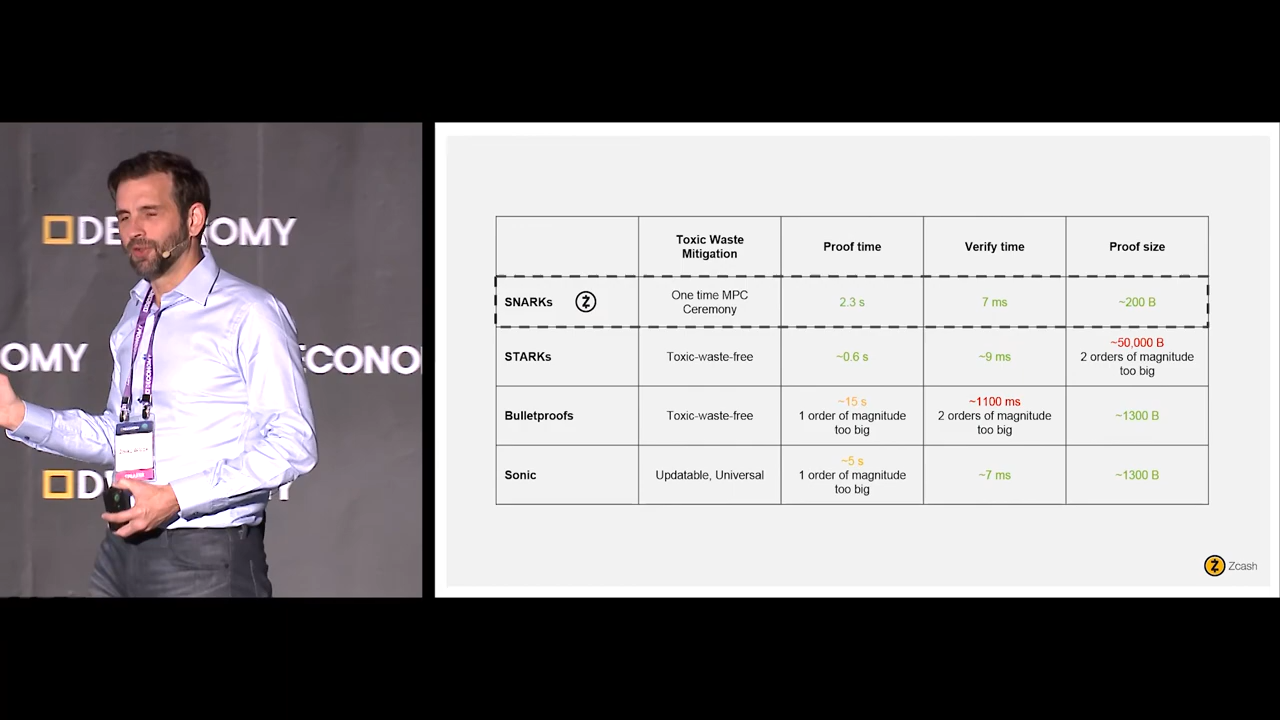 DECONOMY
OMY
ECONO
Toxic Waste
Mitigation
Proof time
Verify time
Proof size
SNARKs
One time MPC
Ceremony
2.3 s
7 ms
~200 B
STARKs
Toxic-waste-free
~0.6 s
~9 ms
~50,000 B
2 orders of magnitude
too big
Bulletproofs
Toxic-waste-free
~15 s
1 order of magnitude
too big
~1100 ms
2 orders of magnitude
too big
~1300 B
Sonic
Updatable, Universal
~5 s
1 order of magnitude
too big
~7 ms
~1300 B
Zcash